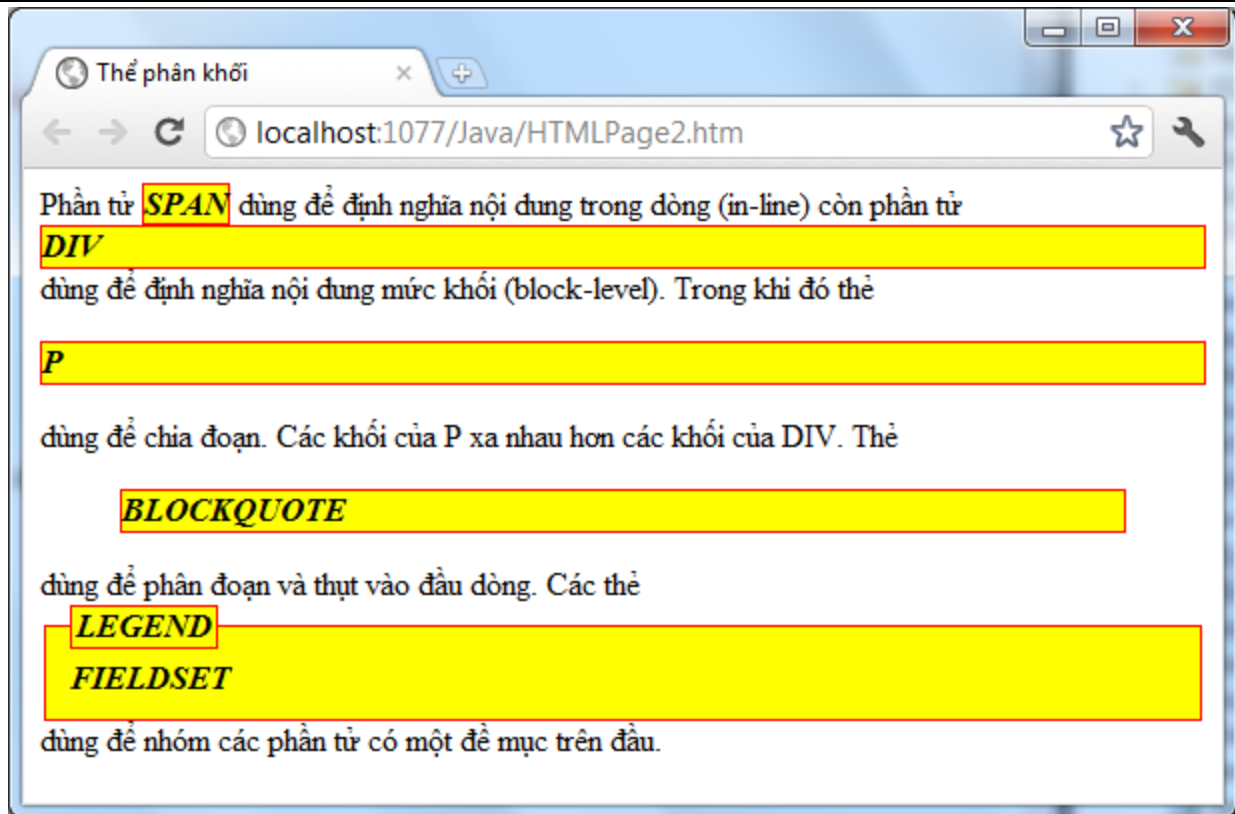 Thể phân khối
localhost:1077/Java/HTMLPage2.htm
Phần tử SPAN dùng để định nghĩa nội dung trong dòng (in-line) còn phần tử
DIV
dùng để định nghĩa nội dung mức khối (block-level). Trong khi đó thẻ
P
dùng để chia đoạn. Các khối của P xa nhau hơn các khối của DIV. Thẻ
BLOCKQUOTE
dùng để phân đoạn và thụt vào đầu dòng. Các thẻ
LEGEND
FIELDSET
dùng để nhóm các phần tử có một đề mục trên đầu.